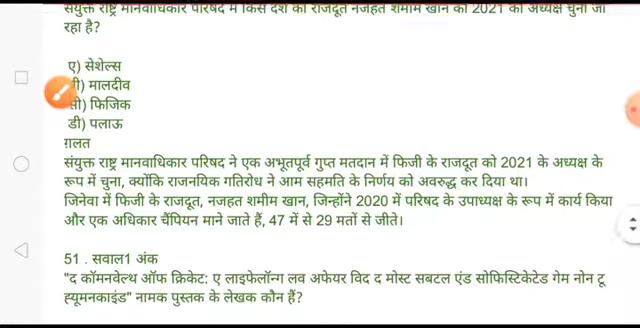 संयुक्त राष्ट्र मानवाधिकार परिषद में किस देश की राजदूत नजहत शमीम खान को 2021 का अध्यक्ष चुना जा
रहा है?
ए) सेशेल्स
बी) मालदीव
सी) फिजिक
डी) पलाऊ
ग़लत
संयुक्त राष्ट्र मानवाधिकार परिषद ने एक अभूतपूर्व गुप्त मतदान में फिजी के राजदूत को 2021 के अध्यक्ष के
रूप में चुना, क्योंकि राजनयिक गतिरोध ने आम सहमति के निर्णय को अवरुद्ध कर दिया था।
जिनेवा में फिजी के राजदूत, नजहत शमीम खान, जिन्होंने 2020 में परिषद के उपाध्यक्ष के रूप में कार्य किया
और एक अधिकार चैंपियन माने जाते हैं, 47 में से 29 मतों से जीते।
51 . सवाल1 अंक
"द कॉमनवेल्थ ऑफ क्रिकेट: ए लाइफेलॉन्ग लव अफेयर विद द मोस्ट सबटल एंड सोफिस्टिकेटेड गेम नोन टू
ह्यूमनकाइंड" नामक पुस्तक के लेखक कौन हैं?